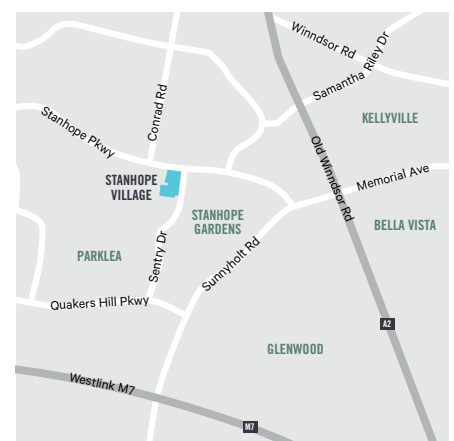 Winndsor Rd
Samantha Riley Dr
Conrad Rd
KELLYVILLE
Stanhope Pkwy
Old Winndsor Rd
STANHOPE
VILLAGE
Memorial Ave
STANHOPE
GARDENS
BELLA VISTA
Sentry Dr
Sunnyholt Rd
PARKLEA
Quakers Hill Pkwy
A2
GLENWOOD
Westlink M7
M7